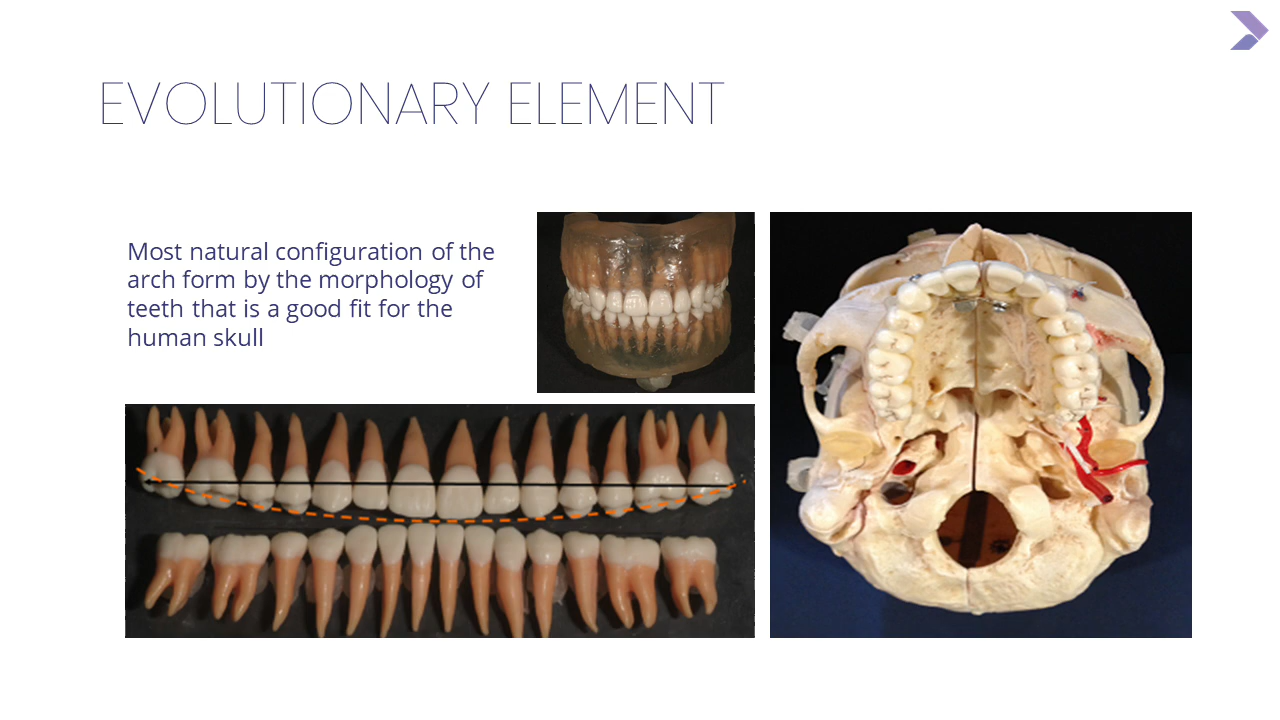 EVOLUTIONARY ELEMENT
Most natural configuration of the
arch form by the morphology of
teeth that is a good fit for the
human skull